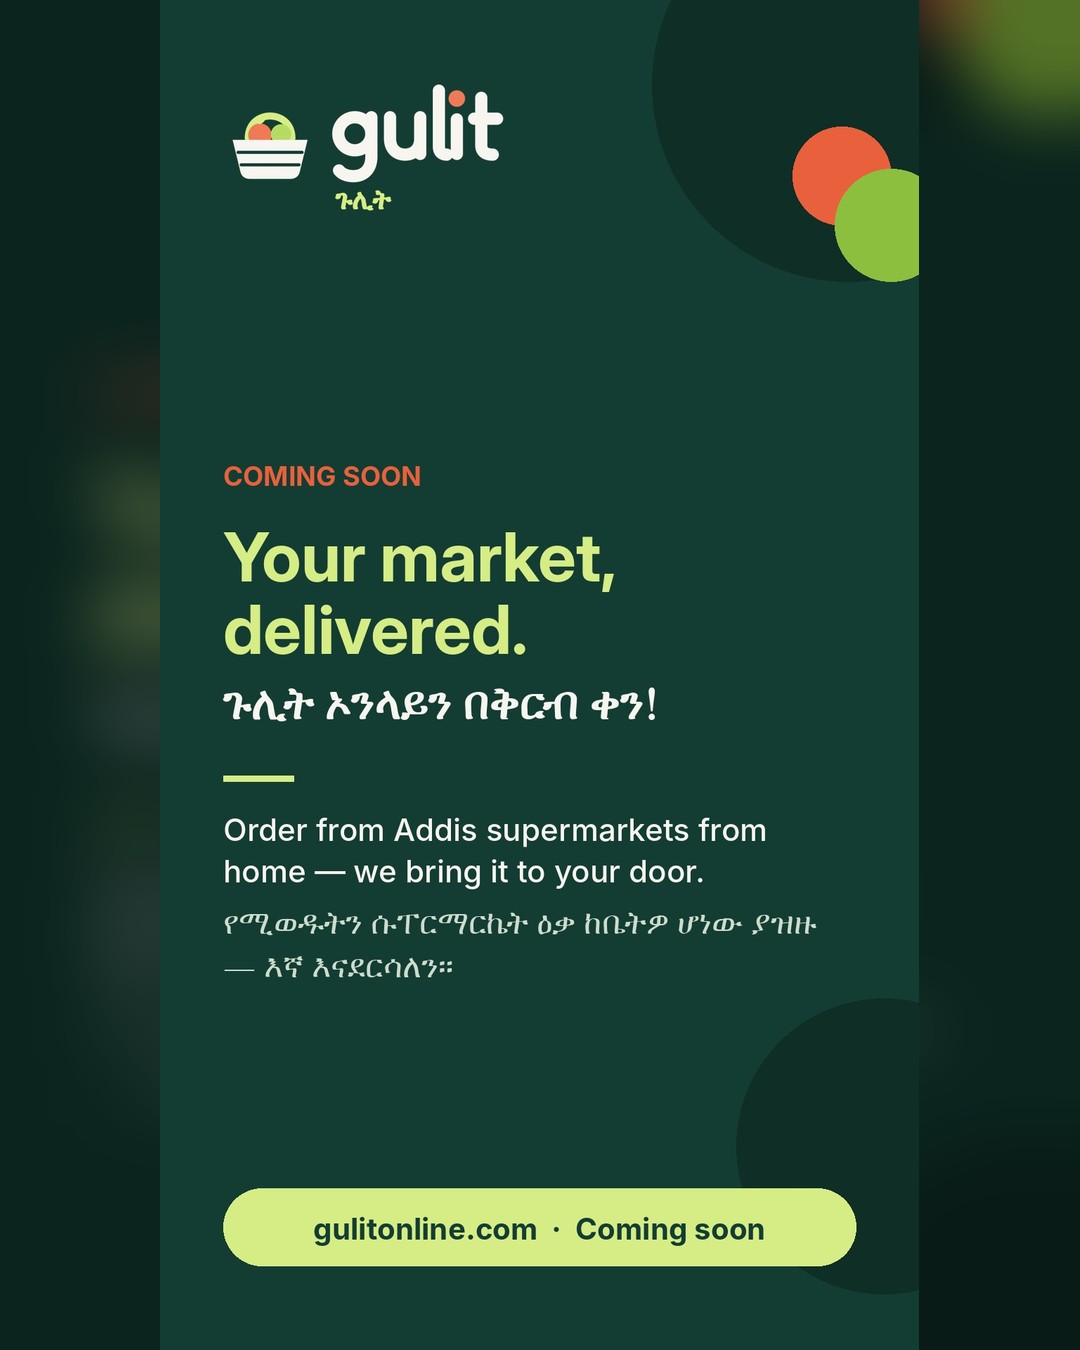 gulit
ጉሊት
COMING SOON
Your market,
delivered.
ጉሊት ኦንላይን በቅርብ ቀን!
Order from Addis supermarkets from
home — we bring it to your door.
የሚወዱትን ሱፐርማርኬት ዕቃ ከቤትዎ ሆነው ያዝዙ
— እኛ እናደርሳለን።
gulitonline.com · Coming soon